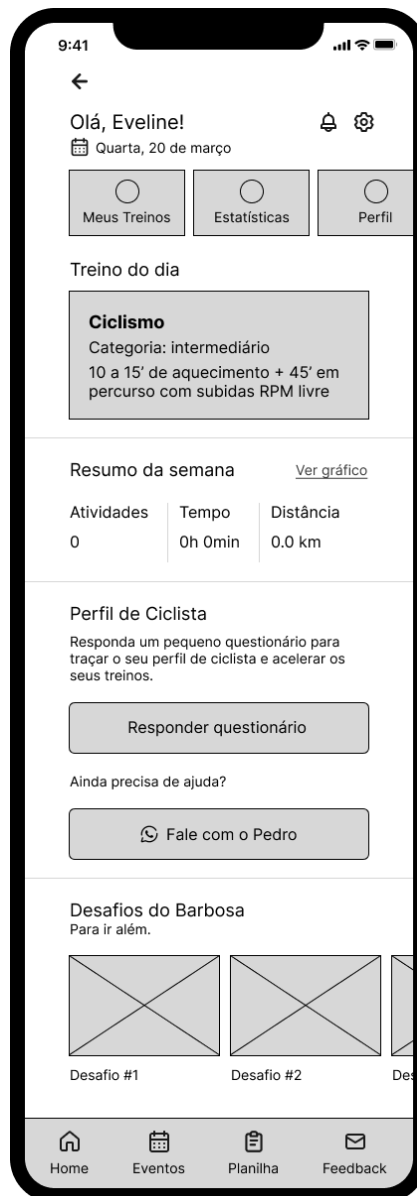 9:41
Olá, Eveline!
Quarta, 20 de março
Meus Treinos
Estatísticas
Perfil
Treino do dia
Ciclismo
Categoria: intermediário
10 a 15’ de aquecimento + 45’ em
percurso com subidas RPM livre
Resumo da semana
Ver gráfico
Atividades
Tempo
Distância
0
0h 0min
0.0 km
Perfil de Ciclista
Responda um pequeno questionário para
traçar o seu perfil de ciclista e acelerar os
seus treinos.
Responder questionário
Ainda precisa de ajuda?
Fale com o Pedro
Desafios do Barbosa
Para ir além.
Desafio #1
Desafio #2
Home
Eventos
Planilha
Feedback